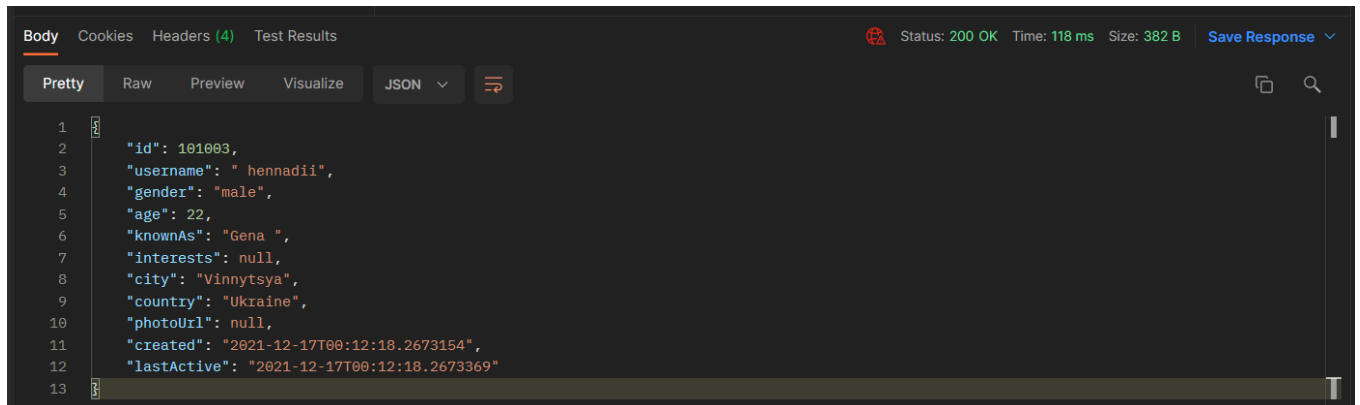 Body Cookies Headers (4) Test Results Status: 200 OK Time: 118 ms Size: 382 B Save Response
Pretty Raw Preview Visualize JSON
1 {
2 "id": 101003,
3 "username": " hennadii",
4 "gender": "male",
5 "age": 22,
6 "knownAs": "Gena ",
7 "interests": null,
8 "city": "Vinnytsya",
9 "country": "Ukraine",
10 "photoUrl": null,
11 "created": "2021-12-17T00:12:18.2673154",
12 "lastActive": "2021-12-17T00:12:18.2673369"
13 }